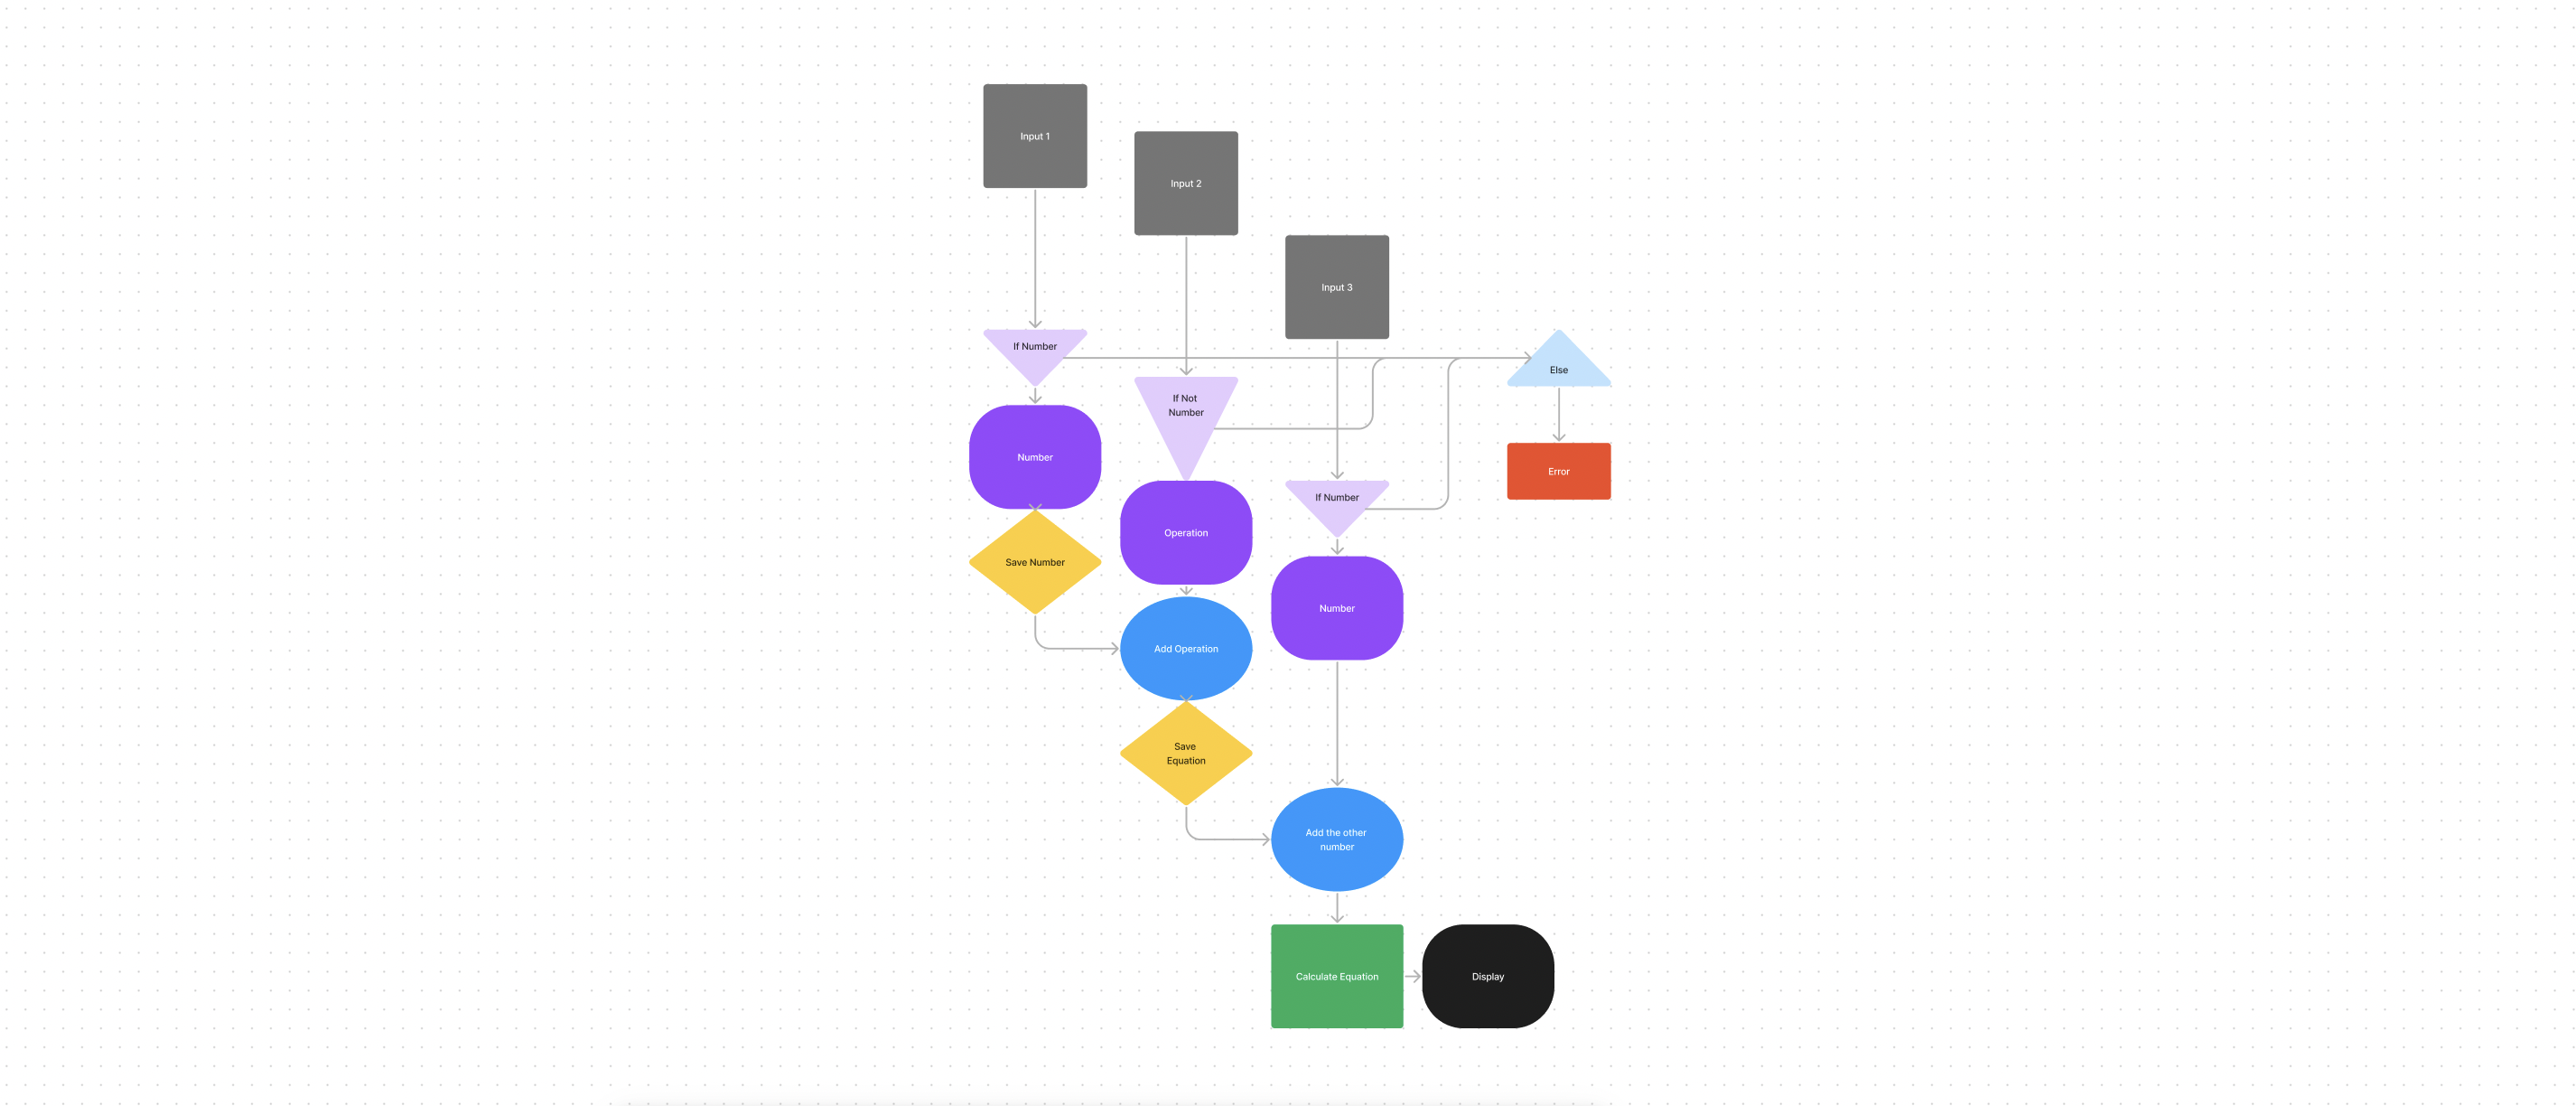 Input 1
Input 2
Input 3
If Number
Else
If Not
Number
Number
Error
If Number
Operation
Save Number
Number
Add Operation
Save
Equation
Add the other
number
Calculate Equation
Display